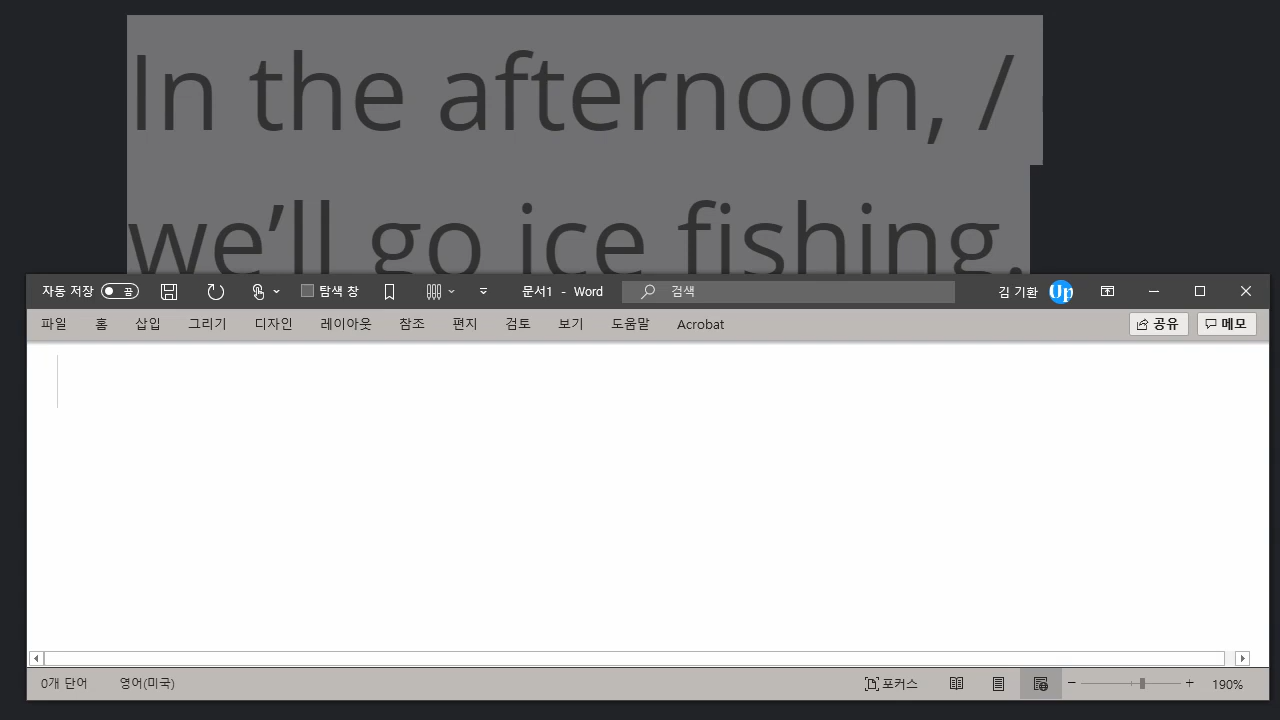 In the afternoon, /
we’ll go ice fishing.
자동 저장 끔 탐색 창 문서1 - Word 검색 김 기환 Up
파일 홈 삽입 그리기 디자인 레이아웃 참조 편지 검토 보기 도움말 Acrobat 공유 메모
0개 단어 영어(미국) 포커스 190%